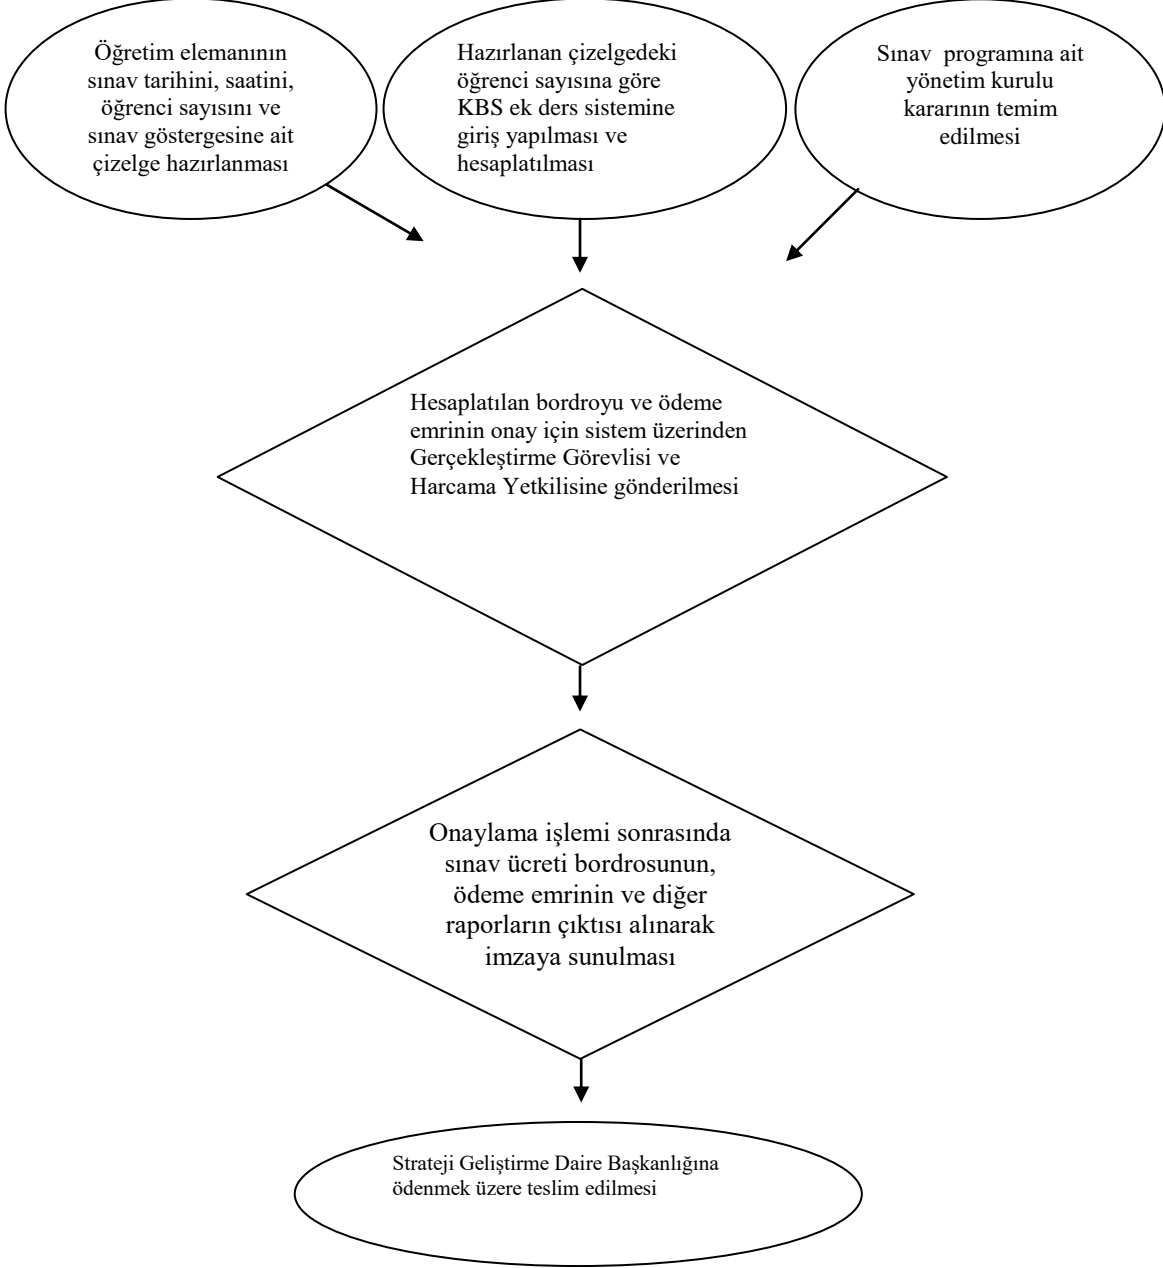 Öğretim elemanının
sınav tarihini, saatini,
öğrenci sayısını ve
sınav göstergesine ait
çizelge hazırlanması
Hazırlanan çizelgedeki
öğrenci sayısına göre
KBS ek ders sistemine
giriş yapılması ve
hesaplatılması
Sınav programına ait
yönetim kurulu
kararının temim
edilmesi
Hesaplatılan bordroyu ve ödeme
emrinin onay için sistem üzerinden
Gerçekleştirme Görevlisi ve
Harcama Yetkilisine gönderilmesi
Onaylama işlemi sonrasında
sınav ücreti bordrosunun,
ödeme emrinin ve diğer
raporların çıktısı alınarak
imzaya sunulması
Strateji Geliştirme Daire Başkanlığına
ödenmek üzere teslim edilmesi